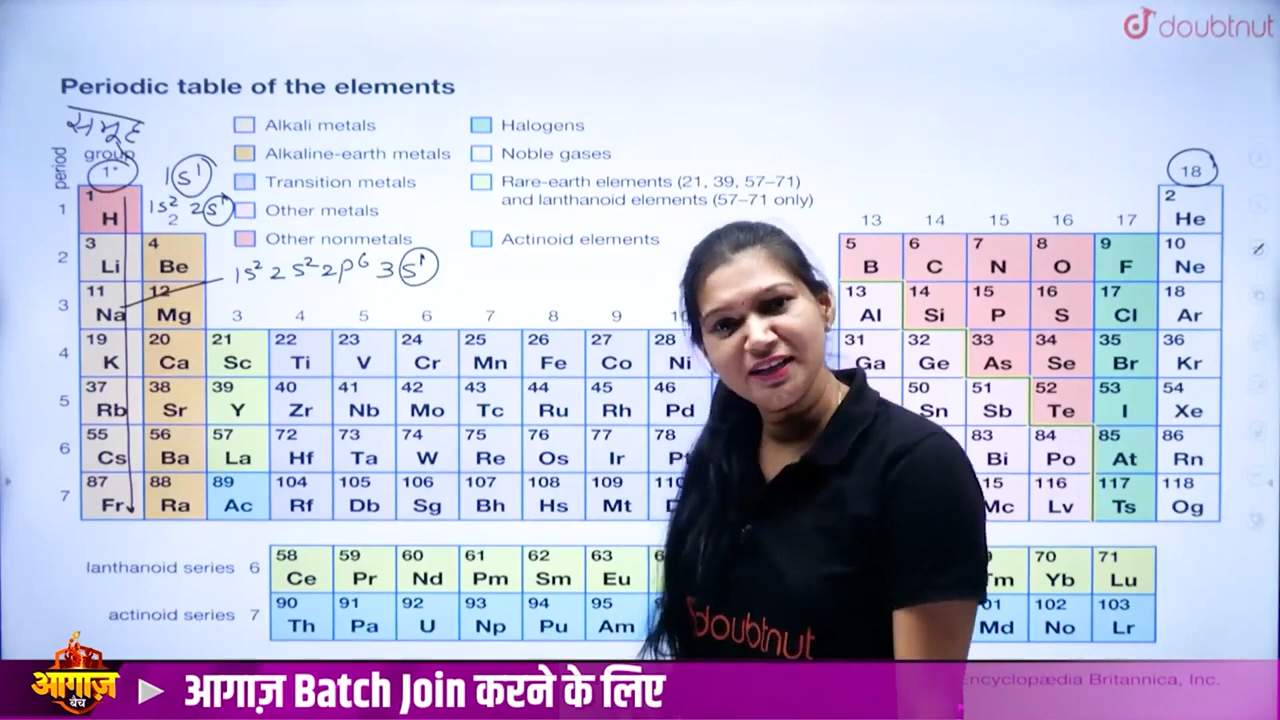 doubtnut
Periodic table of the elements
समूह
group
period
1
18
1s¹
1s² 2s¹
1s² 2s² 2p⁶ 3s¹
Alkali metals
Alkaline-earth metals
Transition metals
Other metals
Other nonmetals
Halogens
Noble gases
Rare-earth elements (21, 39, 57–71)
and lanthanoid elements (57–71 only)
Actinoid elements
2 13 14 15 16 17
3 4 5 6 7 8 9
1 1 H 2 He
2 3 Li 4 Be 5 B 6 C 7 N 8 O 9 F 10 Ne
3 11 Na 12 Mg 13 Al 14 Si 15 P 16 S 17 Cl 18 Ar
4 19 K 20 Ca 21 Sc 22 Ti 23 V 24 Cr 25 Mn 26 Fe 27 Co 28 Ni 31 Ga 32 Ge 33 As 34 Se 35 Br 36 Kr
5 37 Rb 38 Sr 39 Y 40 Zr 41 Nb 42 Mo 43 Tc 44 Ru 45 Rh 46 Pd 50 Sn 51 Sb 52 Te 53 I 54 Xe
6 55 Cs 56 Ba 57 La 72 Hf 73 Ta 74 W 75 Re 76 Os 77 Ir 78 83 Bi 84 Po 85 At 86 Rn
7 87 Fr 88 Ra 89 Ac 104 Rf 105 Db 106 Sg 107 Bh 108 Hs 109 Mt Mc 116 Lv 117 Ts 118 Og
lanthanoid series 6 58 Ce 59 Pr 60 Nd 61 Pm 62 Sm 63 Eu Tm 70 Yb 71 Lu
actinoid series 7 90 Th 91 Pa 92 U 93 Np 94 Pu 95 Am Md 102 No 103 Lr
doubtnut
Encyclopædia Britannica, Inc.
आगाज़
बैच
आगाज़ Batch Join करने के लिए